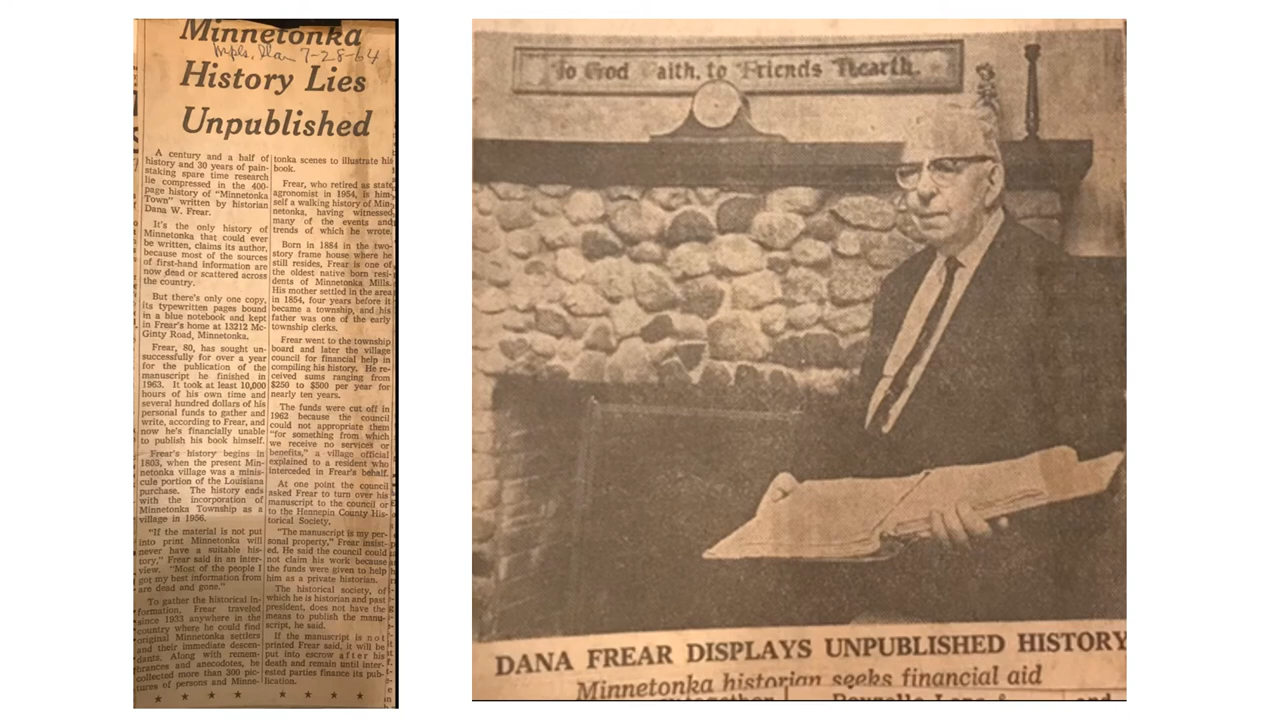 Minnetonka
7-28-64
History Lies
Unpublished
A century and a half of
history and 30 years of pain-
staking spare time research
lie compressed in the 400-
page history of "Minnetonka
Town" written by historian
Dana W. Frear.
It's the only history of
Minnetonka that could ever
be written, claims its author,
because most of the sources
of first-hand information are
now dead or scattered across
the country.
But there's only one copy,
its typewritten pages bound
in a blue notebook and kept
in Frear's home at 13212 Mc-
Ginty Road, Minnetonka.
Frear, 80, has sought un-
successfully for over a year
for the publication of the
manuscript he finished in
1963. It took at least 10,000
hours of his own time and
several hundred dollars of his
personal funds to gather and
write, according to Frear, and
now he's financially unable
to publish his book himself.
Frear's history begins in
1803, when the present Min-
netonka village was a minis-
cule portion of the Louisiana
purchase. The history ends
with the incorporation of
Minnetonka Township as a
village in 1956.
"If the material is not put
into print Minnetonka will
never have a suitable his-
tory," Frear said in an inter-
view. "Most of the people I
got my best information from
are dead and gone."
To gather the historical in-
formation, Frear traveled
since 1933 anywhere in the
country where he could find
original Minnetonka settlers
and their immediate descen-
dants. Along with remem-
brances and anecdotes, he
collected more than 300 pic-
tures of persons and Minne-
tonka scenes to illustrate his
book.
Frear, who retired as state
agronomist in 1954, is him-
self a walking history of Min-
netonka, having witnessed
many of the events and
trends of which he wrote.
Born in 1884 in the two-
story frame house where he
still resides, Frear is one of
the oldest native born resi-
dents of Minnetonka Mills.
His mother settled in the area
in 1854, four years before it
became a township, and his
father was one of the early
township clerks.
Frear went to the township
board and later the village
council for financial help in
compiling his history. He re-
ceived sums ranging from
$250 to $500 per year for
nearly ten years.
The funds were cut off in
1962 because the council
could not appropriate them
"for something from which
we receive no services or
benefits," a village official
explained to a resident who
interceded in Frear's behalf.
At one point the council
asked Frear to turn over his
manuscript to the council or
to the Hennepin County His-
torical Society.
"The manuscript is my per-
sonal property," Frear insist-
ed. He said the council could
not claim his work because
the funds were given to help
him as a private historian.
The historical society, of
which he is historian and past
president, does not have the
means to publish the manu-
script, he said.
If the manuscript is not
printed Frear said, it will be
put into escrow after his
death and remain until inter-
ested parties finance its pub-
lication.
To God Faith, to Friends Hearth.
DANA FREAR DISPLAYS UNPUBLISHED HISTORY
Minnetonka historian seeks financial aid